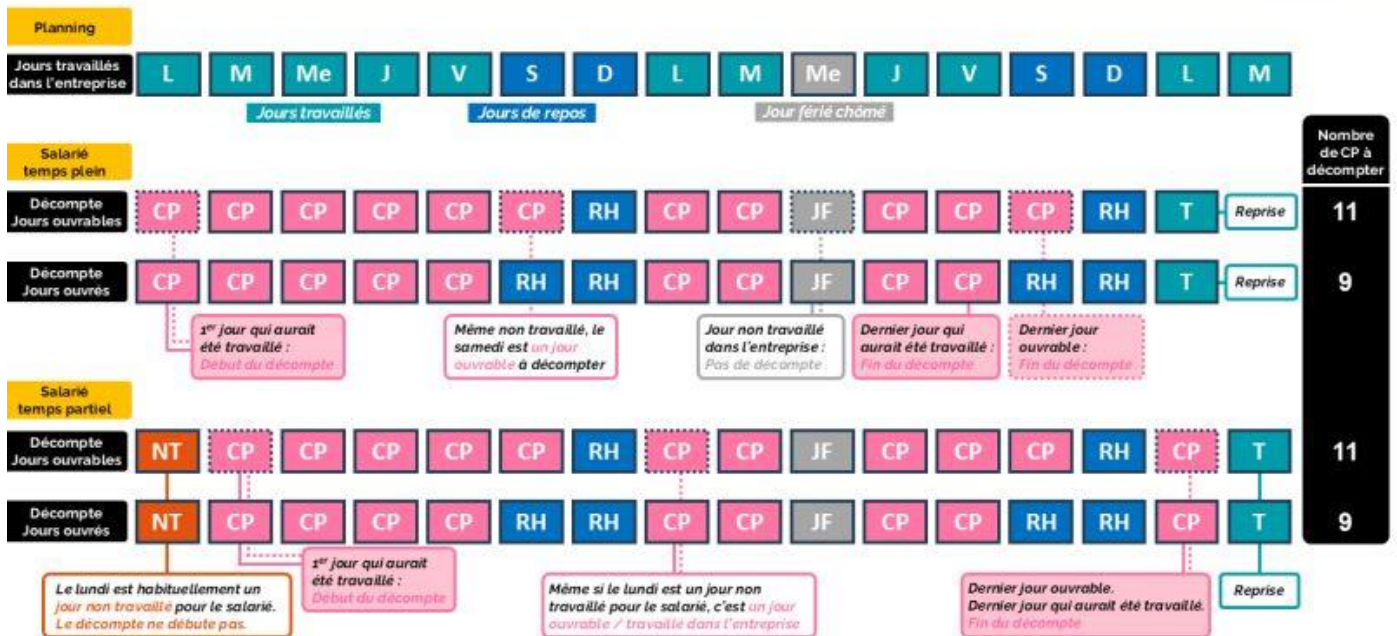 Planning
Jours travaillés
dans l'entreprise
L M Me J V S D L M Me J V S D L M
Jours travaillés
Jours de repos
Jour férié chômé
Nombre
de CP à
décompter
Salarié
temps plein
Décompte
Jours ouvrables
CP CP CP CP CP CP RH CP CP JF CP CP CP RH T Reprise 11
Décompte
Jours ouvrés
CP CP CP CP CP RH RH CP CP JF CP CP RH RH T Reprise 9
1er jour qui aurait
été travaillé :
Début du décompte
Même non travaillé, le
samedi est un jour
ouvrable à décompter
Jour non travaillé
dans l'entreprise :
Pas de décompte
Dernier jour qui
aurait été travaillé :
Fin du décompte
Dernier jour
ouvrable :
Fin du décompte
Salarié
temps partiel
Décompte
Jours ouvrables
NT CP CP CP CP CP RH CP CP JF CP CP CP RH CP T 11
Décompte
Jours ouvrés
NT CP CP CP CP RH RH CP CP JF CP CP RH RH CP T 9
Le lundi est habituellement un
jour non travaillé pour le salarié.
Le décompte ne débute pas.
1er jour qui aurait
été travaillé :
Début du décompte
Même si le lundi est un jour non
travaillé pour le salarié, c'est un jour
ouvrable / travaillé dans l'entreprise
Dernier jour ouvrable.
Dernier jour qui aurait été travaillé.
Fin du décompte
Reprise